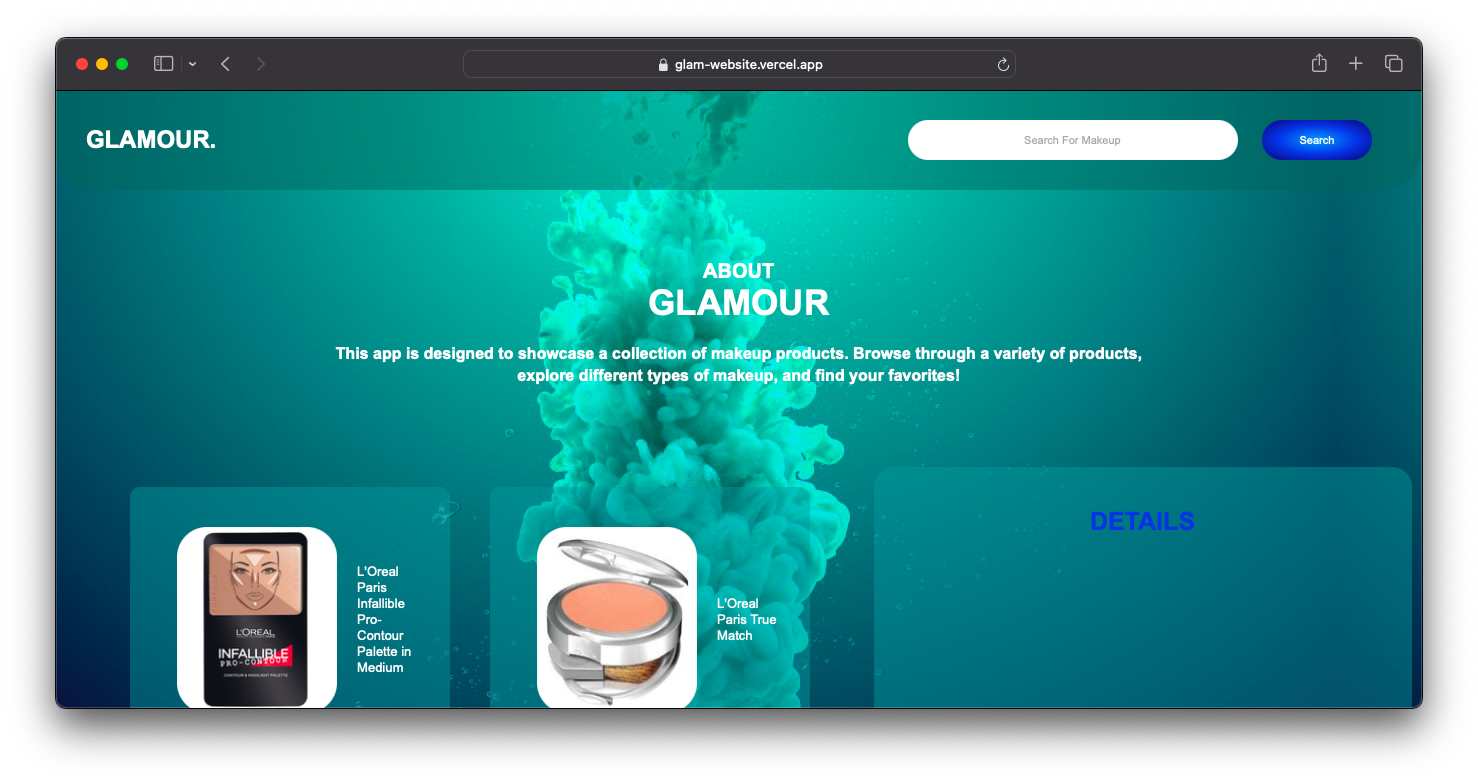 glam-website.vercel.app
GLAMOUR.
Search For Makeup
Search
ABOUT
GLAMOUR
This app is designed to showcase a collection of makeup products. Browse through a variety of products,
explore different types of makeup, and find your favorites!
L'ORÉAL
INFALLIBLE
PRO-CONTOUR
CONTOUR & HIGHLIGHT PALETTE
L'Oreal
Paris
Infallible
Pro-
Contour
Palette in
Medium
L'Oreal
Paris True
Match
DETAILS